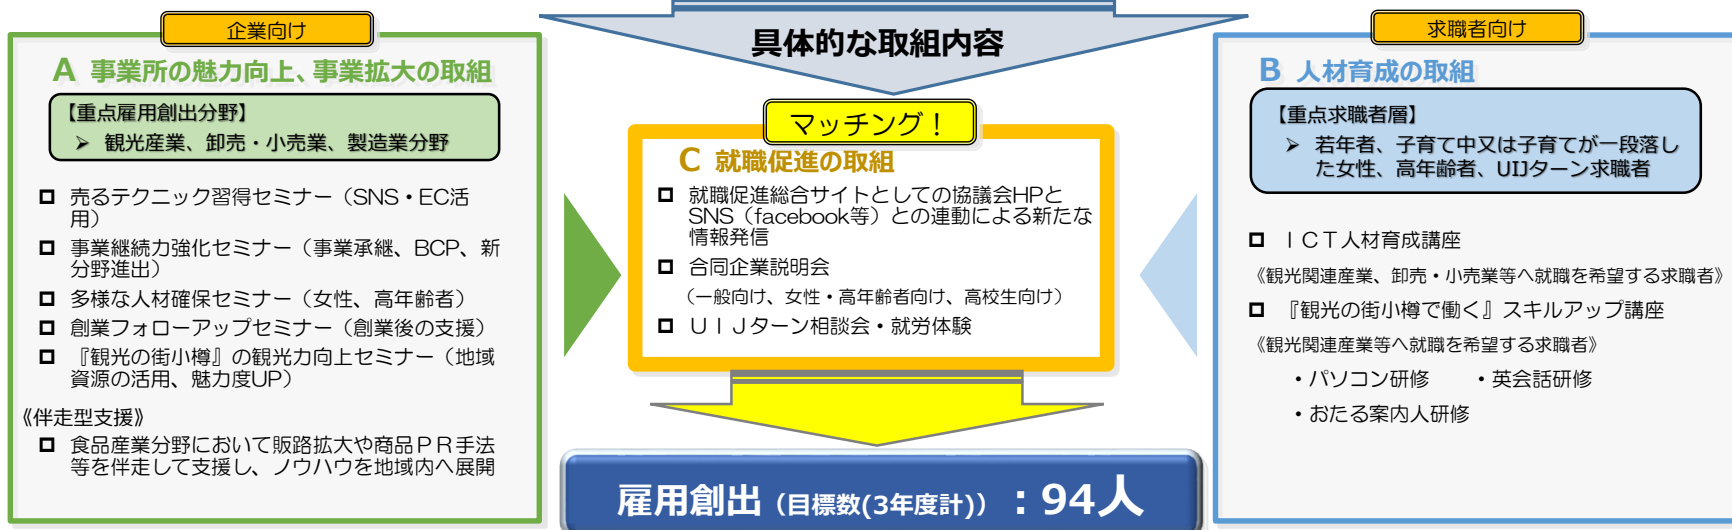 具体的な取組内容
企業向け
A 事業所の魅力向上、事業拡大の取組
【重点雇用創出分野】
➢ 観光産業、卸売・小売業、製造業分野
□ 売るテクニック習得セミナー（SNS・EC活
用）
□ 事業継続力強化セミナー（事業承継、BCP、新
分野進出）
□ 多様な人材確保セミナー（女性、高年齢者）
□ 創業フォローアップセミナー（創業後の支援）
□ 『観光の街小樽』の観光力向上セミナー（地域
資源の活用、魅力度UP）
《伴走型支援》
□ 食品産業分野において販路拡大や商品ＰＲ手法
等を伴走して支援し、ノウハウを地域内へ展開
マッチング！
C 就職促進の取組
□ 就職促進総合サイトとしての協議会HPと
SNS（facebook等）との連動による新たな
情報発信
□ 合同企業説明会
（一般向け、女性・高年齢者向け、高校生向け）
□ ＵＩＪターン相談会・就労体験
求職者向け
B 人材育成の取組
【重点求職者層】
➢ 若年者、子育て中又は子育てが一段落し
た女性、高年齢者、UIJターン求職者
□ ＩＣＴ人材育成講座
《観光関連産業、卸売・小売業等へ就職を希望する求職者》
□ 『観光の街小樽で働く』スキルアップ講座
《観光関連産業等へ就職を希望する求職者》
・パソコン研修 ・英会話研修
・おたる案内人研修
雇用創出（目標数(3年度計)）：94人